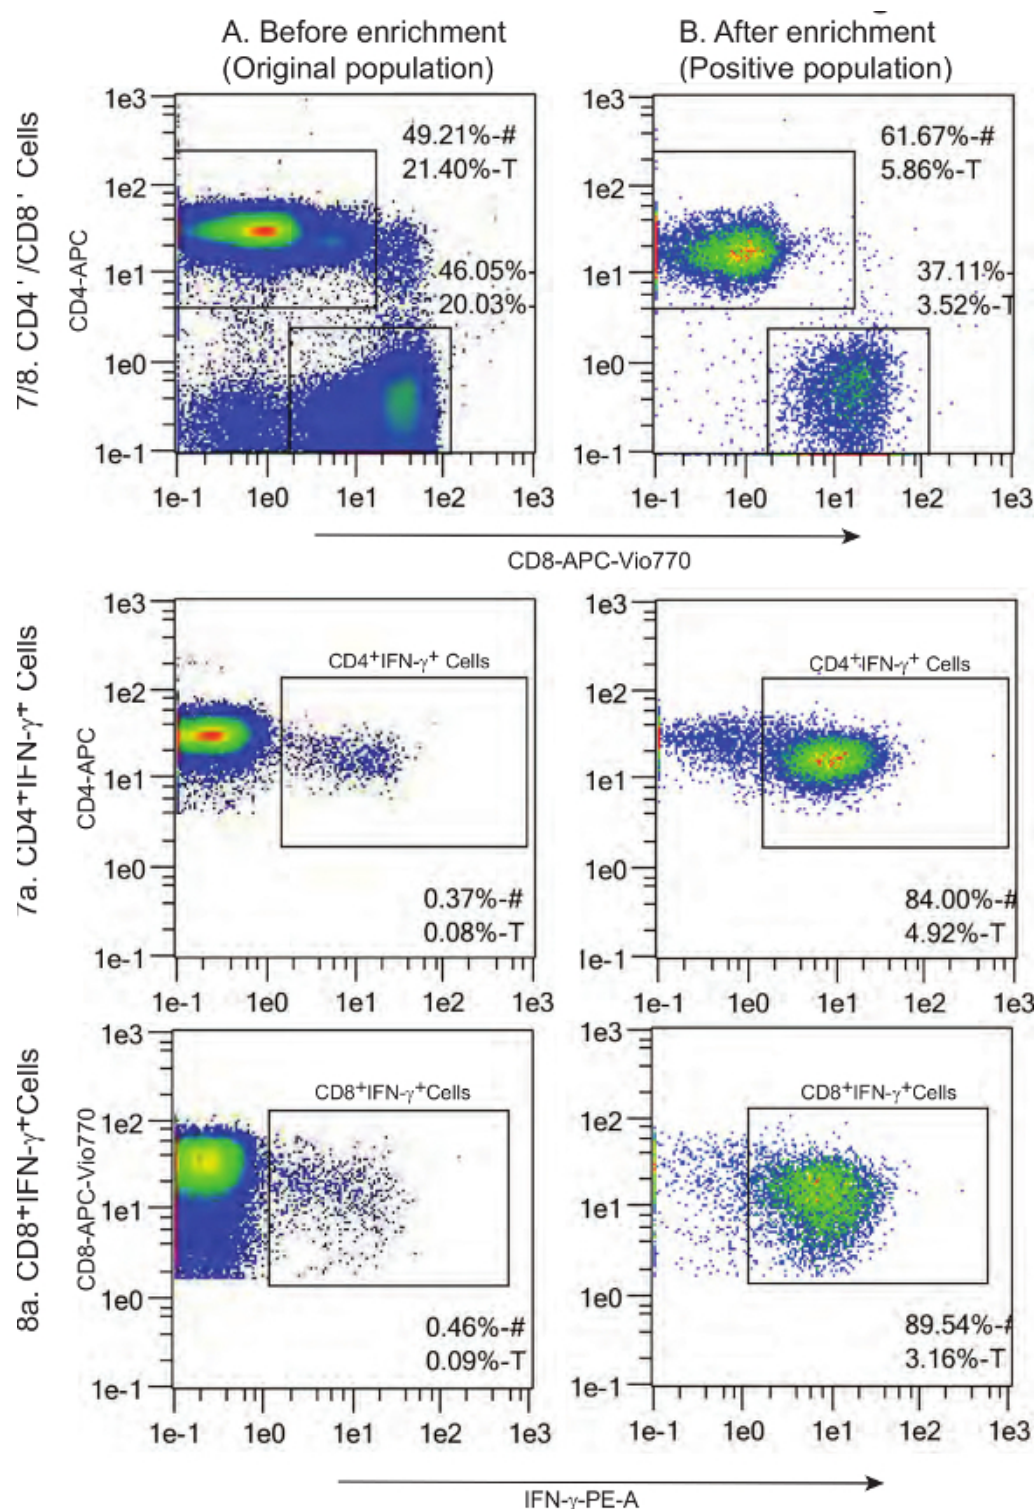 A. Before enrichment
(Original population)
B. After enrichment
(Positive population)
7/8. CD4'/CD8' Cells
CD4-APC
1e3
1e2
1e1
1e0
1e-1
49.21%-#
21.40%-T
46.05%-
20.03%-
1e-1 1e0 1e1 1e2 1e3
1e3
1e2
1e1
1e0
1e-1
61.67%-#
5.86%-T
37.11%-
3.52%-T
1e-1 1e0 1e1 1e2 1e3
CD8-APC-Vio770
7a. CD4⁺IFN-γ⁺ Cells
CD4-APC
1e3
1e2
1e1
1e0
1e-1
CD4⁺IFN-γ⁺ Cells
0.37%-#
0.08%-T
1e-1 1e0 1e1 1e2 1e3
1e3
1e2
1e1
1e0
1e-1
CD4⁺IFN-γ⁺ Cells
84.00%-#
4.92%-T
1e-1 1e0 1e1 1e2 1e3
8a. CD8⁺IFN-γ⁺Cells
CD8-APC-Vio770
1e3
1e2
1e1
1e0
1e-1
CD8⁺IFN-γ⁺Cells
0.46%-#
0.09%-T
1e-1 1e0 1e1 1e2 1e3
1e3
1e2
1e1
1e0
1e-1
CD8⁺IFN-γ⁺Cells
89.54%-#
3.16%-T
1e-1 1e0 1e1 1e2 1e3
IFN-γ-PE-A